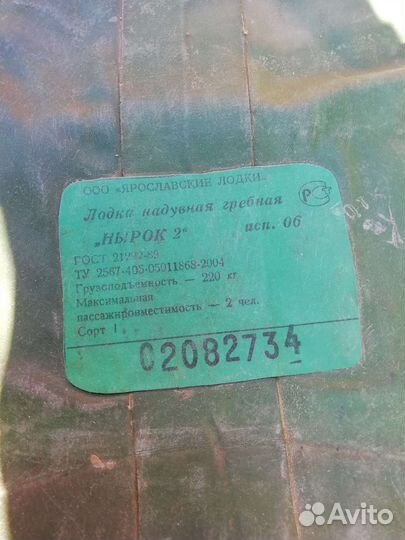 ООО «ЯРОСЛАВСКИЕ ЛОДКИ»
Лодка надувная гребная
„НЫРОК 2“ исп. 06
ГОСТ 21292-89
ТУ 2567-405-05011868-2004
Грузоподъемность — 220 кг
Максимальная
пассажировместимость — 2 чел.
Сорт 1
02082734
Avito